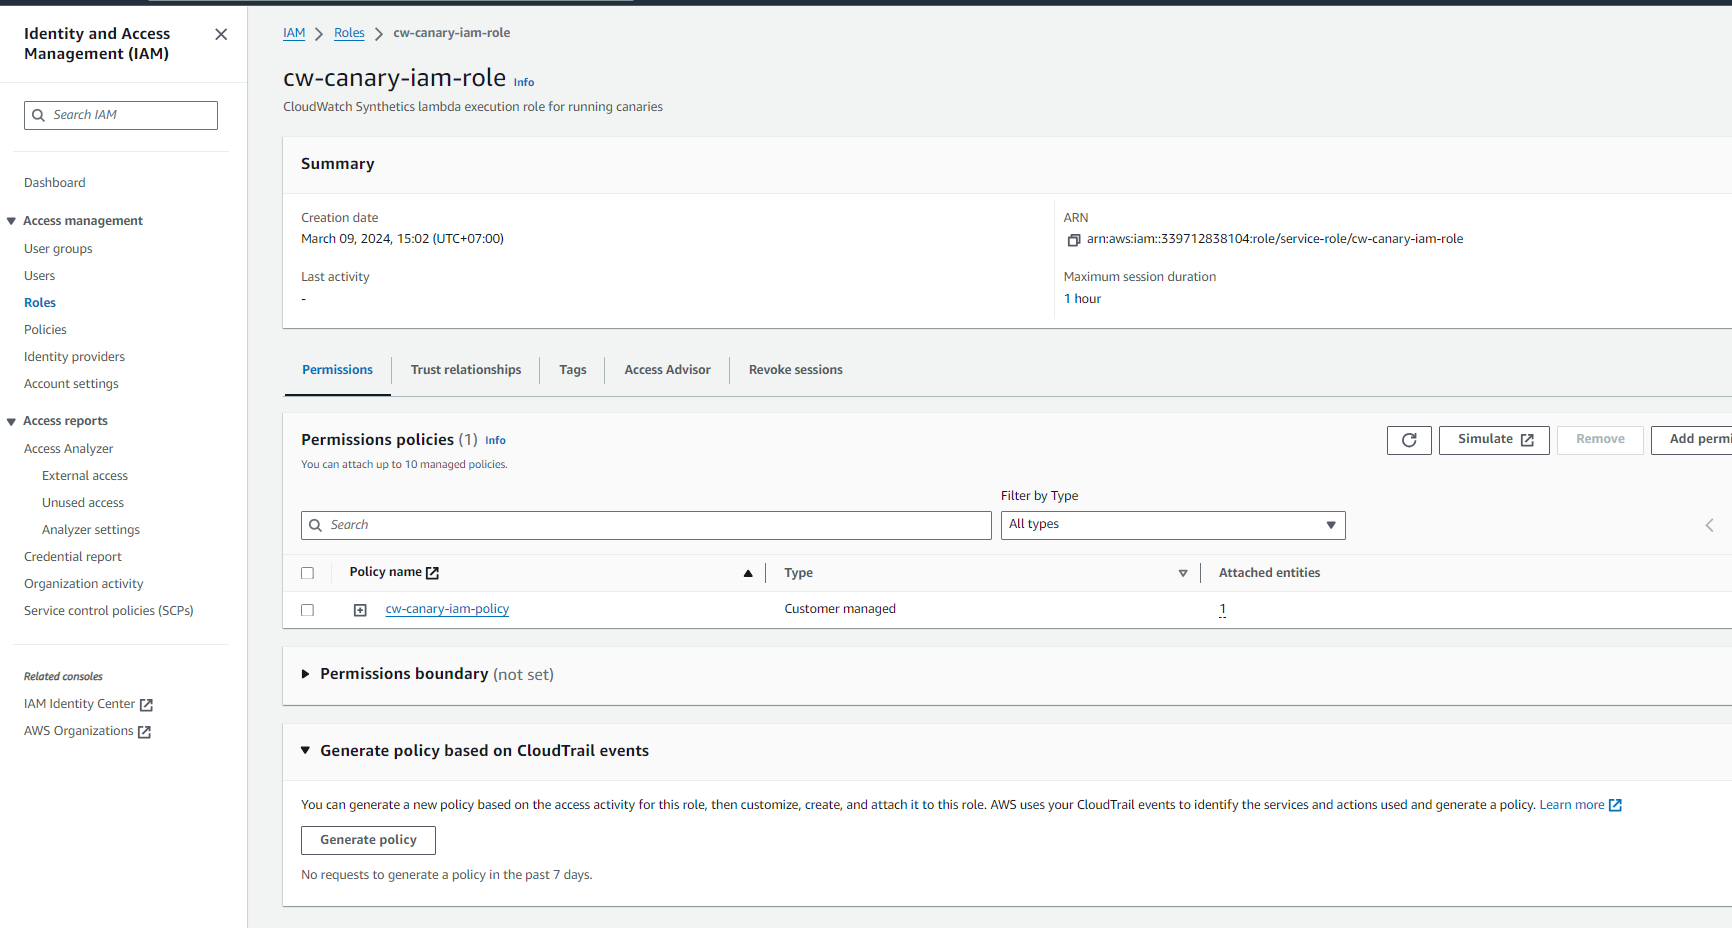 Identity and Access
Management (IAM)
Search IAM
Dashboard
Access management
User groups
Users
Roles
Policies
Identity providers
Account settings
Access reports
Access Analyzer
External access
Unused access
Analyzer settings
Credential report
Organization activity
Service control policies (SCPs)
Related consoles
IAM Identity Center
AWS Organizations
IAM Roles cw-canary-iam-role
cw-canary-iam-role Info
CloudWatch Synthetics lambda execution role for running canaries
Summary
Creation date
March 09, 2024, 15:02 (UTC+07:00)
Last activity
-
ARN
arn:aws:iam::339712838104:role/service-role/cw-canary-iam-role
Maximum session duration
1 hour
Permissions Trust relationships Tags Access Advisor Revoke sessions
Permissions policies (1) Info
You can attach up to 10 managed policies.
Simulate Remove Add permi
Filter by Type
Search All types
Policy name Type Attached entities
cw-canary-iam-policy Customer managed 1
Permissions boundary (not set)
Generate policy based on CloudTrail events
You can generate a new policy based on the access activity for this role, then customize, create, and attach it to this role. AWS uses your CloudTrail events to identify the services and actions used and generate a policy. Learn more
Generate policy
No requests to generate a policy in the past 7 days.